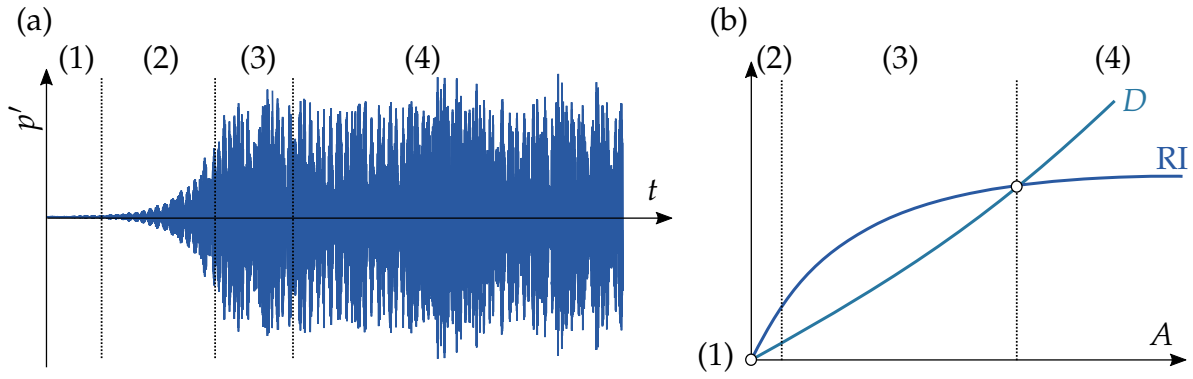 (a)
(1) (2) (3) (4)
p′
t
(b)
(2) (3) (4)
D
RI
(1)
A